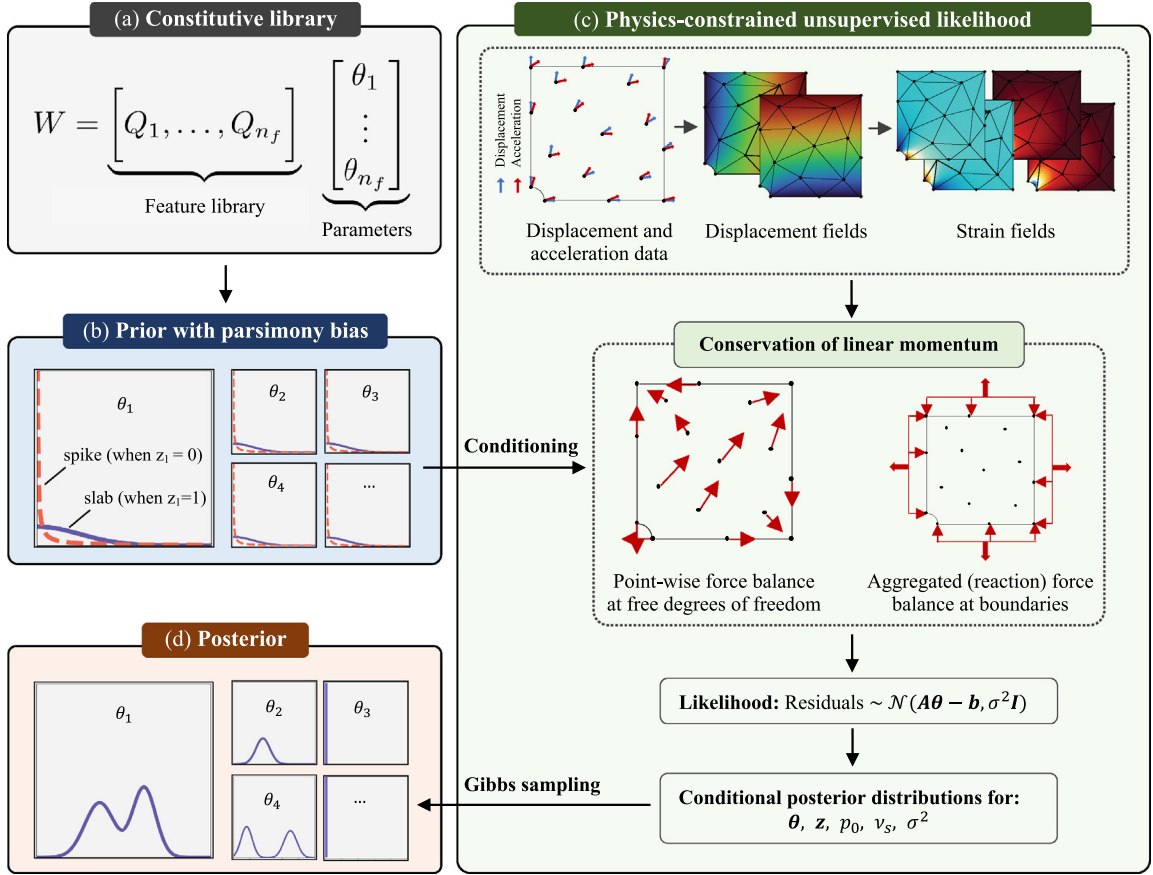 (a) Constitutive library
W = [Q₁, . . . , Qₙf] [θ₁ ⋮ θₙf]
Feature library
Parameters
(b) Prior with parsimony bias
θ₁
spike (when z₁ = 0)
slab (when z₁=1)
θ₂
θ₃
θ₄
...
(c) Physics-constrained unsupervised likelihood
Displacement
Acceleration
Displacement and
acceleration data
Displacement fields
Strain fields
Conservation of linear momentum
Conditioning
Point-wise force balance
at free degrees of freedom
Aggregated (reaction) force
balance at boundaries
Likelihood: Residuals ~ 𝒩(Aθ − b, σ²I)
Conditional posterior distributions for:
θ, z, p₀, νₛ, σ²
Gibbs sampling
(d) Posterior
θ₁
θ₂
θ₃
θ₄
...